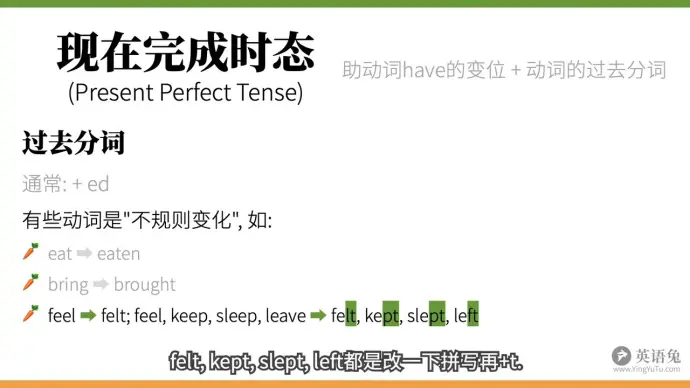 现在完成时态
(Present Perfect Tense)
助动词have的变位 + 动词的过去分词
过去分词
通常: + ed
有些动词是"不规则变化", 如:
eat ➡ eaten
bring ➡ brought
feel ➡ felt; feel, keep, sleep, leave ➡ felt, kept, slept, left
felt, kept, slept, left都是改一下拼写再+t.
英语兔
www.YingYuTu.com